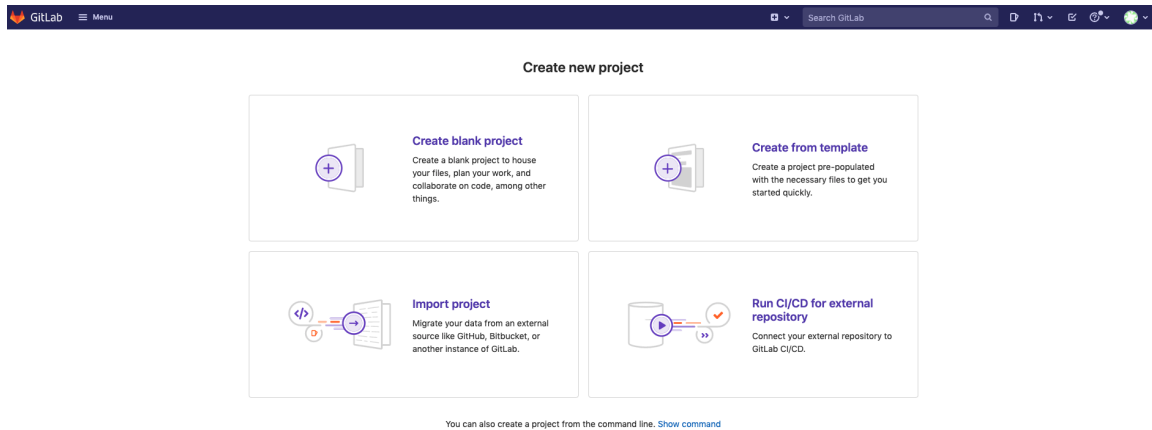 GitLab Menu Search GitLab
Create new project
Create blank project
Create a blank project to house
your files, plan your work, and
collaborate on code, among other
things.
Create from template
Create a project pre-populated
with the necessary files to get you
started quickly.
Import project
Migrate your data from an external
source like GitHub, Bitbucket, or
another instance of GitLab.
Run CI/CD for external
repository
Connect your external repository to
GitLab CI/CD.
You can also create a project from the command line. Show command